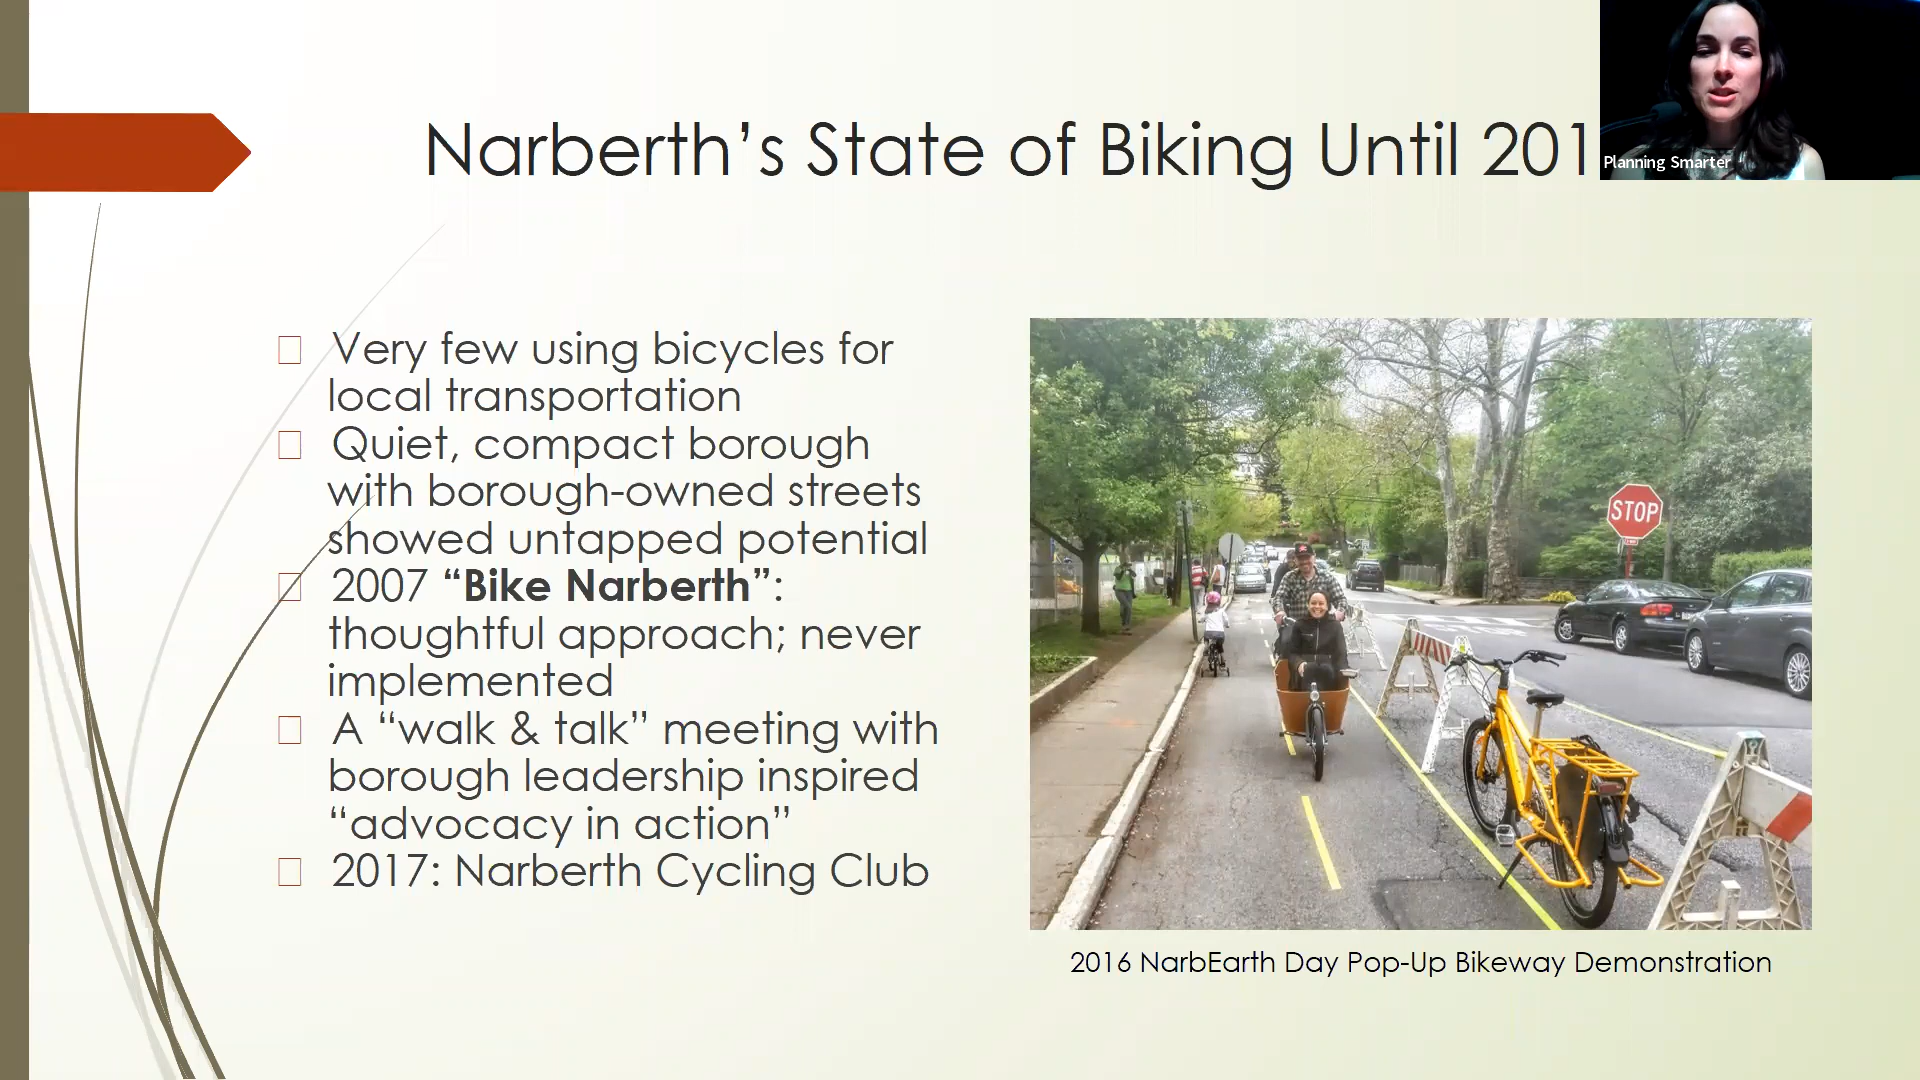 Narberth’s State of Biking Until 201
Planning Smarter
Very few using bicycles for
local transportation
Quiet, compact borough
with borough-owned streets
showed untapped potential
2007 “Bike Narberth”:
thoughtful approach; never
implemented
A “walk & talk” meeting with
borough leadership inspired
“advocacy in action”
2017: Narberth Cycling Club
STOP
2016 NarbEarth Day Pop-Up Bikeway Demonstration